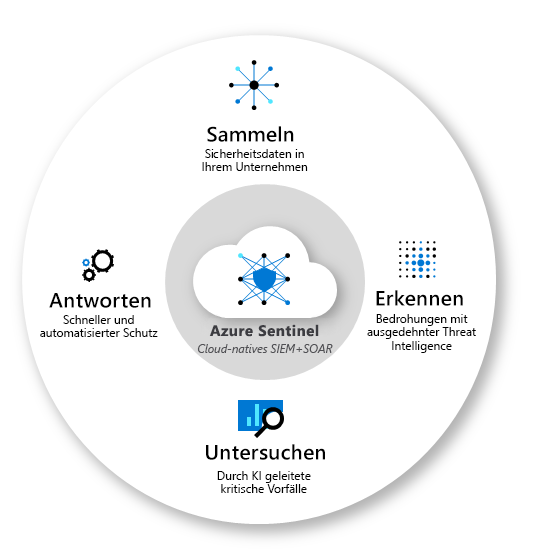 Sammeln
Sicherheitsdaten in
Ihrem Unternehmen
Antworten
Schneller und
automatisierter Schutz
Azure Sentinel
Cloud-natives SIEM+SOAR
Erkennen
Bedrohungen mit
ausgedehnter Threat
Intelligence
Untersuchen
Durch KI geleitete
kritische Vorfälle